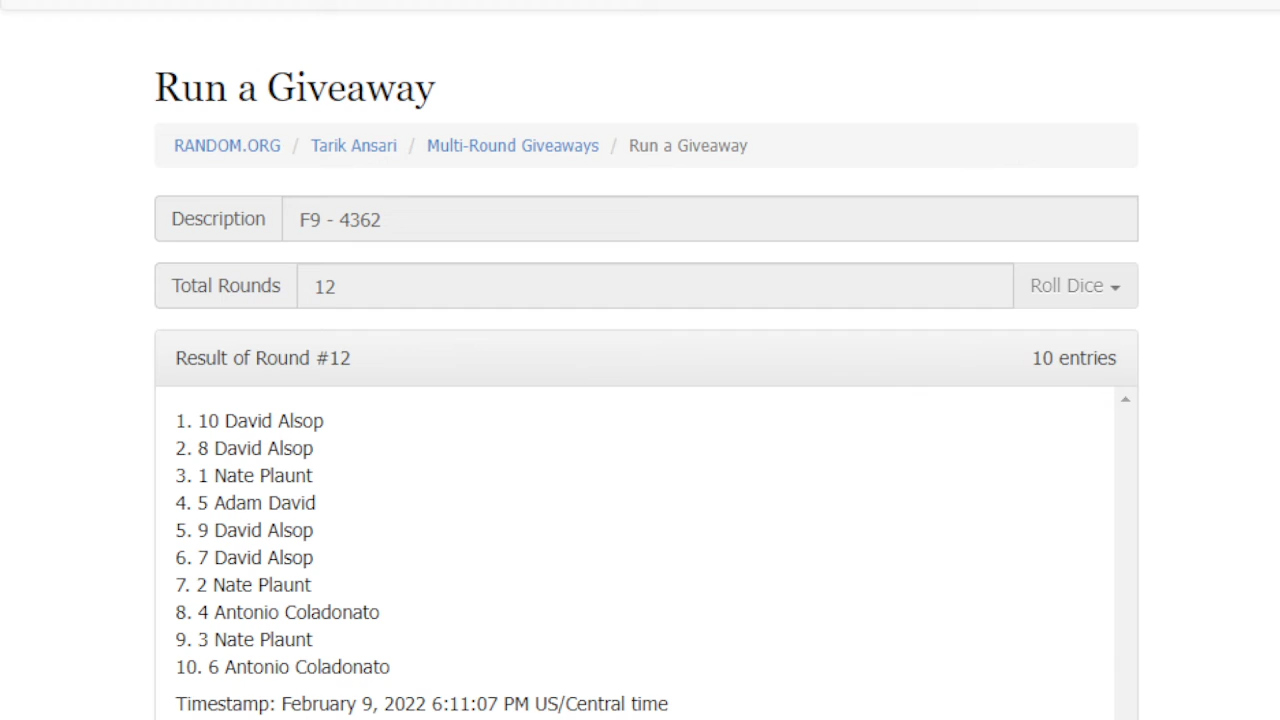 Run a Giveaway
RANDOM.ORG / Tarik Ansari / Multi-Round Giveaways / Run a Giveaway
Description F9 - 4362
Total Rounds 12 Roll Dice
Result of Round #12 10 entries
1. 10 David Alsop
2. 8 David Alsop
3. 1 Nate Plaunt
4. 5 Adam David
5. 9 David Alsop
6. 7 David Alsop
7. 2 Nate Plaunt
8. 4 Antonio Coladonato
9. 3 Nate Plaunt
10. 6 Antonio Coladonato
Timestamp: February 9, 2022 6:11:07 PM US/Central time